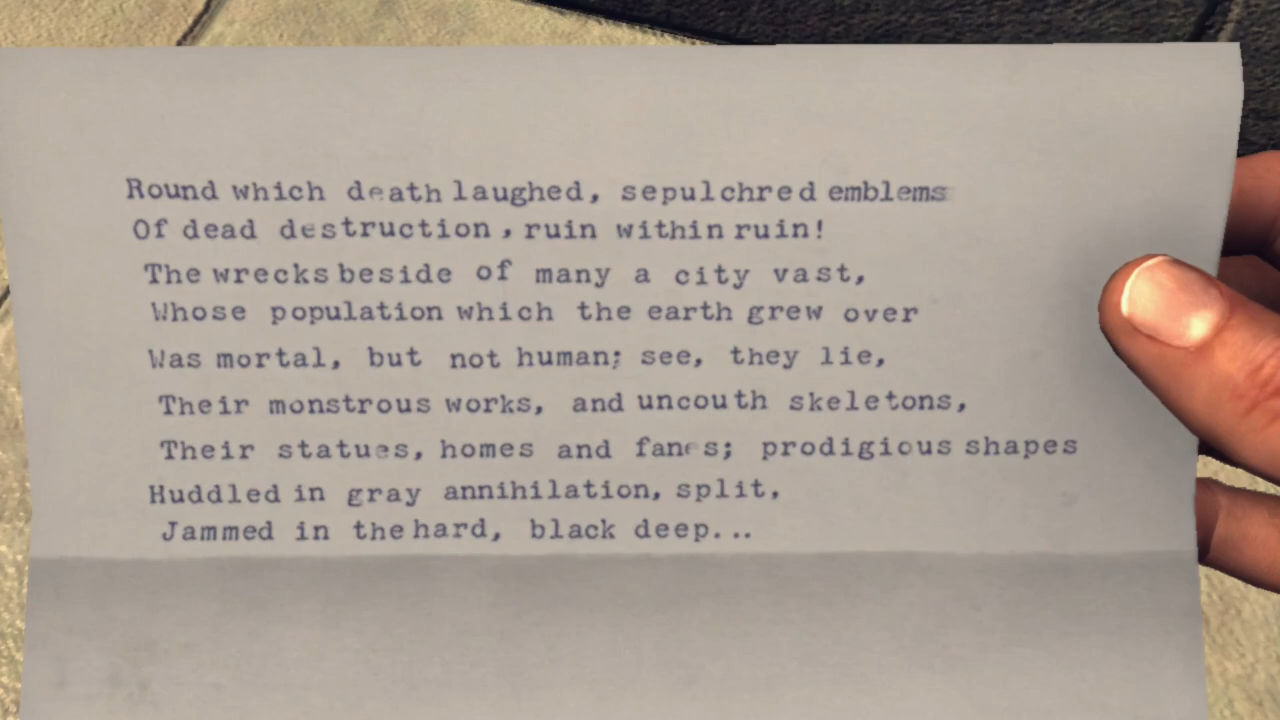 Round which death laughed, sepulchred emblems
Of dead destruction, ruin within ruin!
The wrecks beside of many a city vast,
Whose population which the earth grew over
Was mortal, but not human; see, they lie,
Their monstrous works, and uncouth skeletons,
Their statues, homes and fanes; prodigious shapes
Huddled in gray annihilation, split,
Jammed in the hard, black deep...